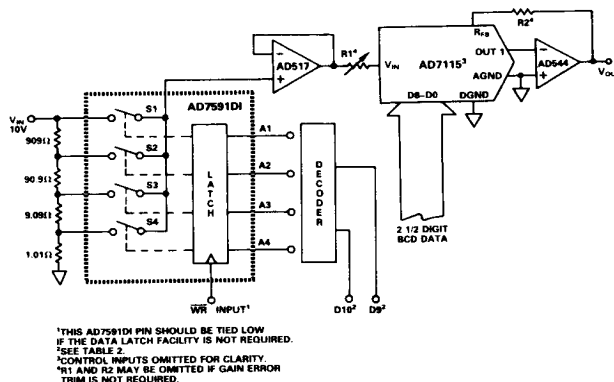 R2⁴
R1⁴
AD517
VIN
RFB
OUT 1
AD7115³
AGND
AD544
DB–D0
DGND
VOU
VIN
10V
S1
AD7591DI
909Ω
S2
90.9Ω
S3
9.09Ω
S4
1.01Ω
LATCH
A1
A2
A3
A4
DECODER
2 1/2 DIGIT
BCD DATA
WR INPUT¹
D10²
D9²
¹THIS AD7591DI PIN SHOULD BE TIED LOW
IF THE DATA LATCH FACILITY IS NOT REQUIRED.
²SEE TABLE 2.
³CONTROL INPUTS OMITTED FOR CLARITY.
⁴R1 AND R2 MAY BE OMITTED IF GAIN ERROR
TRIM IS NOT REQUIRED.